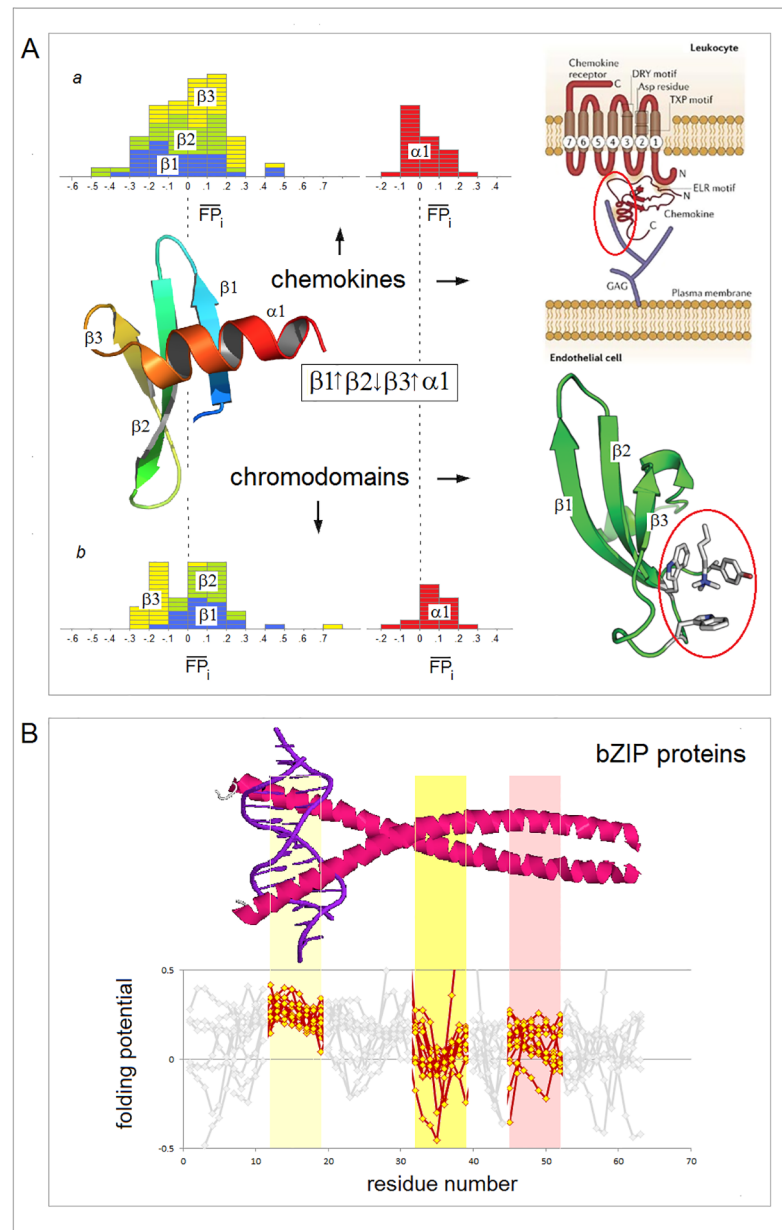 A
a
β3
β2
β1
-.6 -.5 -.4 -.3 -.2 -.1 0 .1 .2 .3 .4 .5 .6 .7
FPi
α1
-.2 -.1 0 .1 .2 .3 .4
FPi
Leukocyte
Chemokine
receptor
C
DRY motif
Asp residue
TXP motif
7 6 5 4 3 2 1
N
ELR motif
N
Chemokine
C
GAG
Plasma membrane
Endothelial cell
chemokines
β1
α1
β3
β2
β1↑β2↓β3↑α1
chromodomains
β2
β1
β3
b
β3
β2
β1
-.6 -.5 -.4 -.3 -.2 -.1 0 .1 .2 .3 .4 .5 .6 .7
FPi
α1
-.2 -.1 0 .1 .2 .3 .4
FPi
B
bZIP proteins
folding potential
0.5
0
-0.5
0 10 20 30 40 50 60 70
residue number